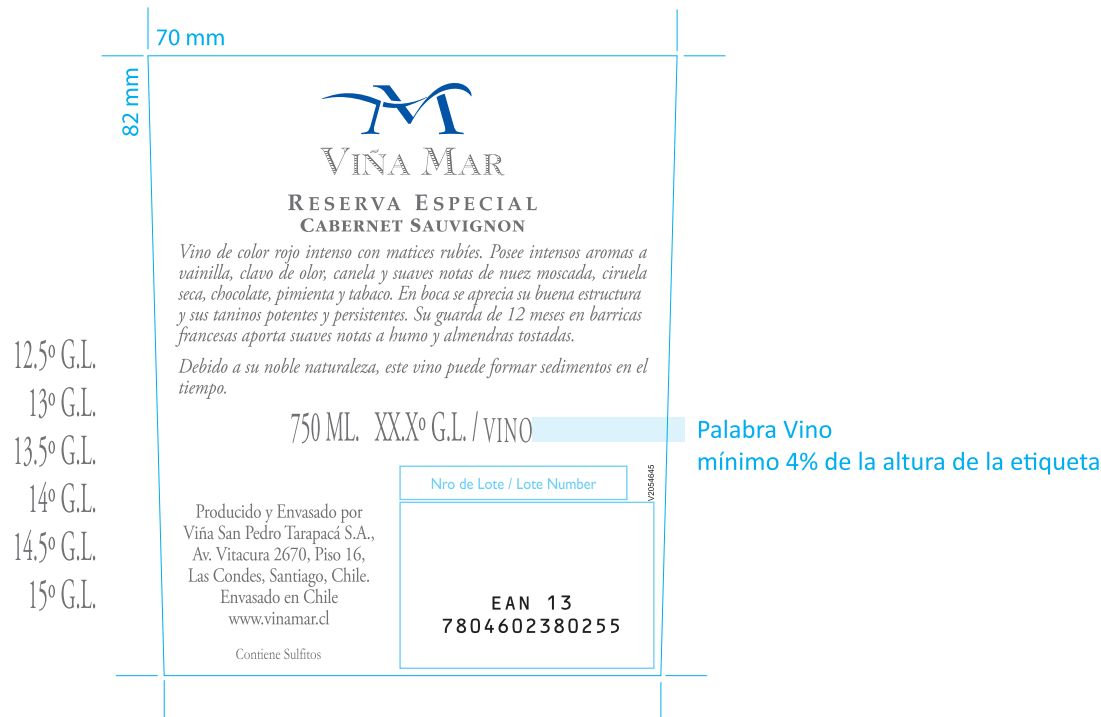 70 mm
82 mm
VIÑA MAR
RESERVA ESPECIAL
CABERNET SAUVIGNON
Vino de color rojo intenso con matices rubíes. Posee intensos aromas a
vainilla, clavo de olor, canela y suaves notas de nuez moscada, ciruela
seca, chocolate, pimienta y tabaco. En boca se aprecia su buena estructura
y sus taninos potentes y persistentes. Su guarda de 12 meses en barricas
francesas aporta suaves notas a humo y almendras tostadas.
Debido a su noble naturaleza, este vino puede formar sedimentos en el
tiempo.
12.5º G.L.
13º G.L.
13.5º G.L.
14º G.L.
14.5º G.L.
15º G.L.
750 ML. XX.Xº G.L. / VINO
Palabra Vino
mínimo 4% de la altura de la etiqueta
Nro de Lote / Lote Number
V2054645
Producido y Envasado por
Viña San Pedro Tarapacá S.A.,
Av. Vitacura 2670, Piso 16,
Las Condes, Santiago, Chile.
Envasado en Chile
www.vinamar.cl
Contiene Sulfitos
EAN 13
7804602380255